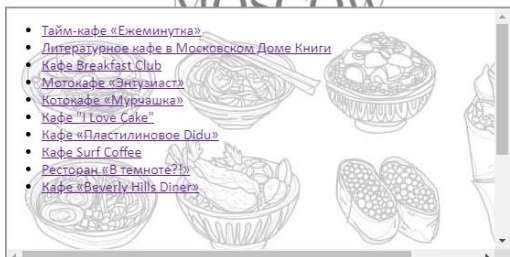 MOSCOW
Тайм-кафе «Ежеминутка»
Литературное кафе в Московском Доме Книги
Кафе Breakfast Club
Мотокафе «Энтузиаст»
Котокафе «Мурчашка»
Кафе "I Love Cake"
Кафе «Пластилиновое Didu»
Кафе Surf Coffee
Ресторан «В темноте?!»
Кафе «Beverly Hills Diner»